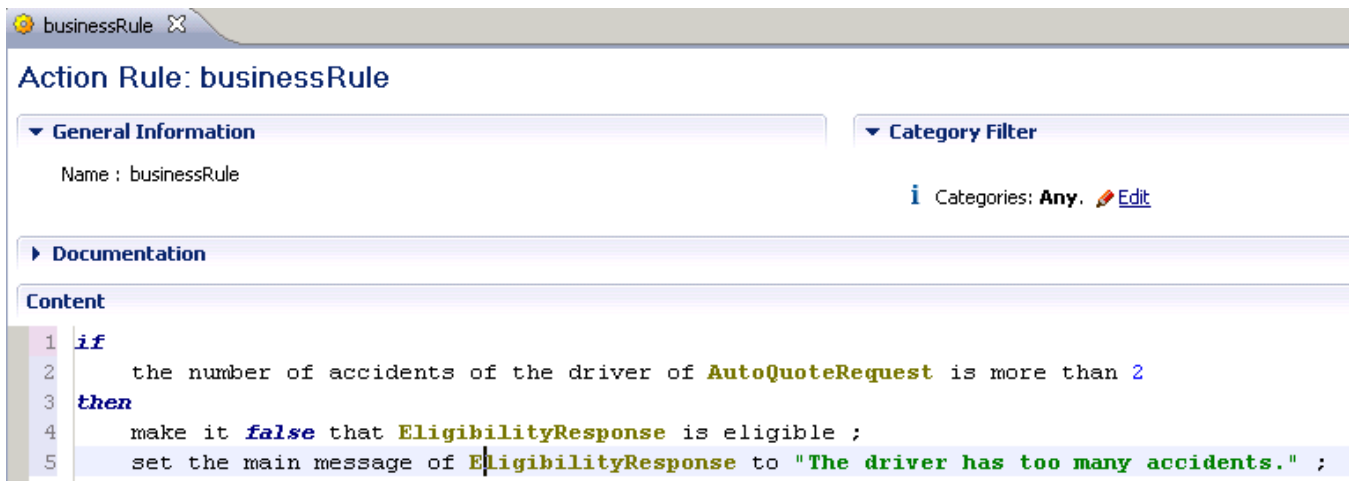 businessRule
Action Rule: businessRule
General Information
Category Filter
Name : businessRule
i Categories: Any. Edit
Documentation
Content
1 if
2 the number of accidents of the driver of AutoQuoteRequest is more than 2
3 then
4 make it false that EligibilityResponse is eligible ;
5 set the main message of EligibilityResponse to "The driver has too many accidents." ;